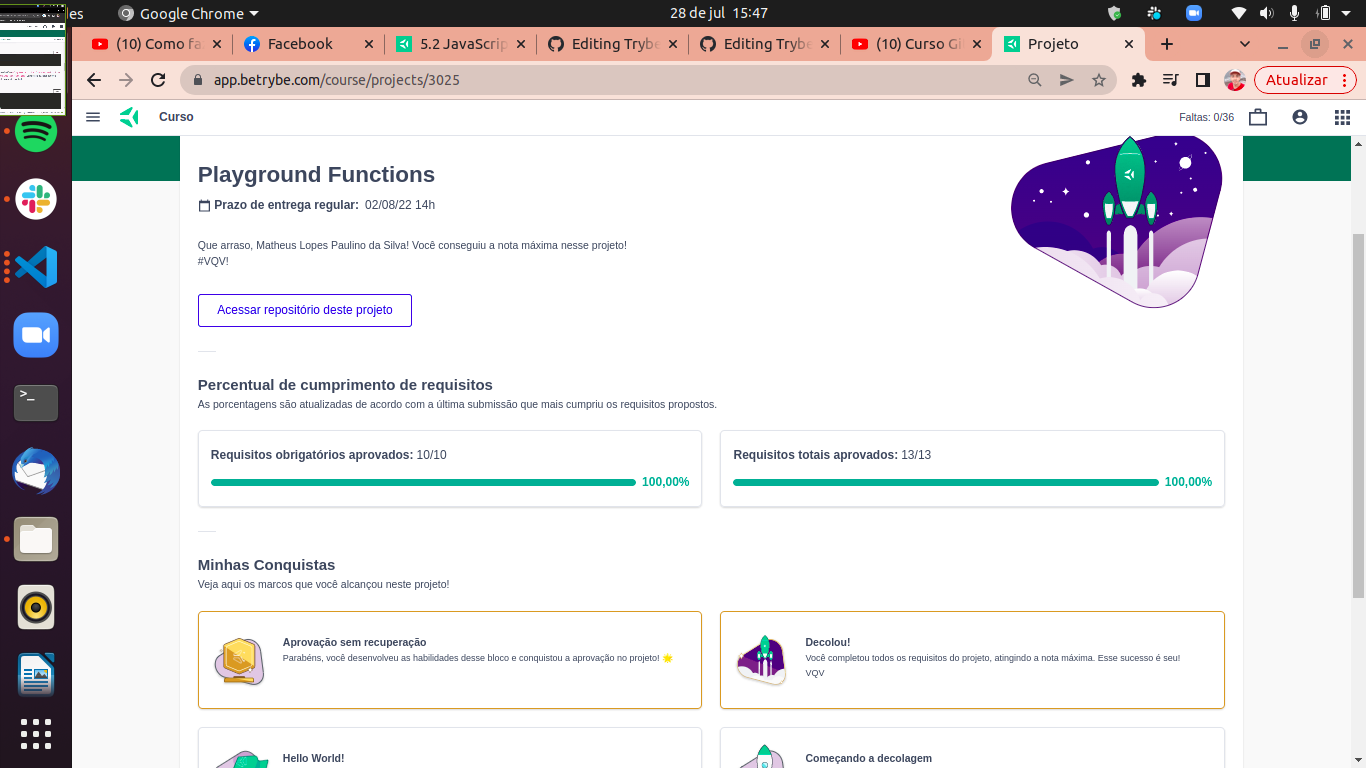 es
Google Chrome
28 de jul 15:47
(10) Como fa
Facebook
5.2 JavaScrip
Editing Trybe
Editing Trybe
(10) Curso Gi
Projeto
app.betrybe.com/course/projects/3025
Atualizar
Curso
Faltas: 0/36
Playground Functions
Prazo de entrega regular: 02/08/22 14h
Que arraso, Matheus Lopes Paulino da Silva! Você conseguiu a nota máxima nesse projeto!
#VQV!
Acessar repositório deste projeto
Percentual de cumprimento de requisitos
As porcentagens são atualizadas de acordo com a última submissão que mais cumpriu os requisitos propostos.
Requisitos obrigatórios aprovados: 10/10
100,00%
Requisitos totais aprovados: 13/13
100,00%
Minhas Conquistas
Veja aqui os marcos que você alcançou neste projeto!
Aprovação sem recuperação
Parabéns, você desenvolveu as habilidades desse bloco e conquistou a aprovação no projeto! 🌟
Decolou!
Você completou todos os requisitos do projeto, atingindo a nota máxima. Esse sucesso é seu!
VQV
Hello World!
Começando a decolagem